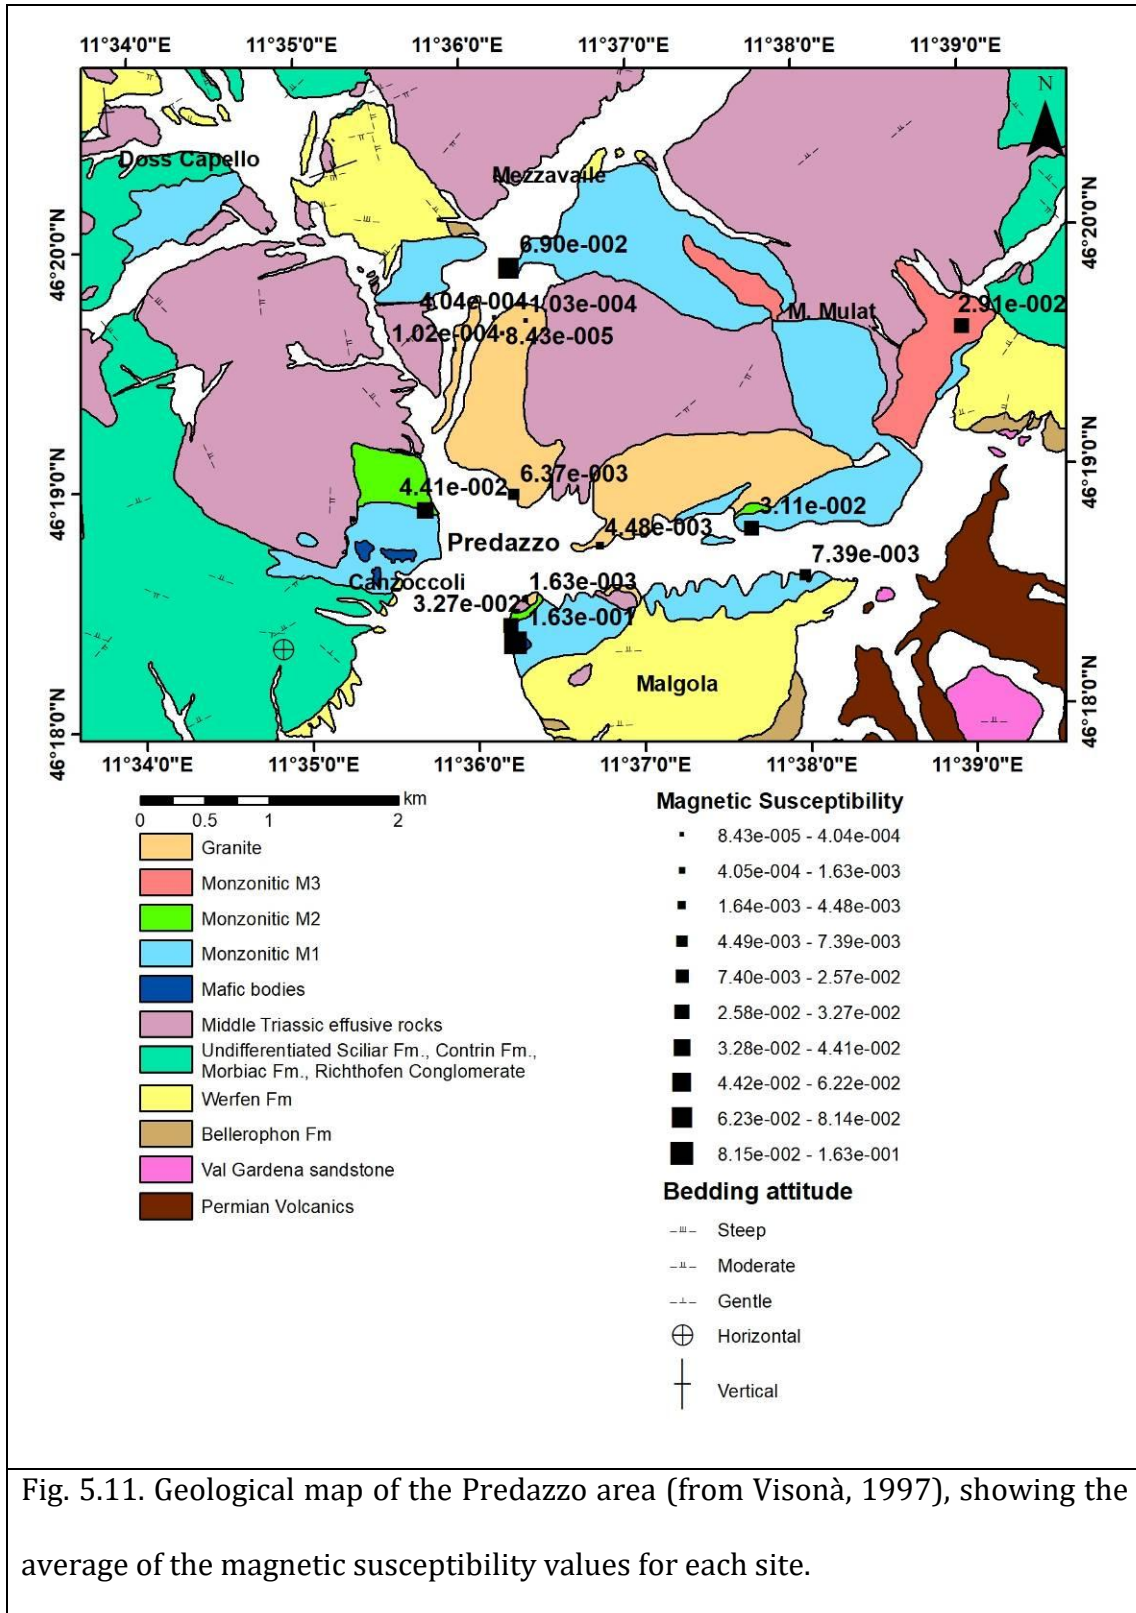 11°34'0"E 11°35'0"E 11°36'0"E 11°37'0"E 11°38'0"E 11°39'0"E
N
Doss Capello
Mezzavaile
46°20'0"N
46°20'0"N
6.90e-002
4.04e-004
1.03e-004
2.91e-002
M. Mulat
1.02e-004
8.43e-005
46°19'0"N
46°19'0"N
6.37e-003
4.41e-002
3.11e-002
4.48e-003
Predazzo
7.39e-003
Canzoccoli
1.63e-003
3.27e-002
1.63e-001
Malgola
46°18'0"N
46°18'0"N
11°34'0"E 11°35'0"E 11°36'0"E 11°37'0"E 11°38'0"E 11°39'0"E
km
0 0.5 1 2
Granite
Monzonitic M3
Monzonitic M2
Monzonitic M1
Mafic bodies
Middle Triassic effusive rocks
Undifferentiated Sciliar Fm., Contrin Fm.,
Morbiac Fm., Richthofen Conglomerate
Werfen Fm
Bellerophon Fm
Val Gardena sandstone
Permian Volcanics
Magnetic Susceptibility
8.43e-005 - 4.04e-004
4.05e-004 - 1.63e-003
1.64e-003 - 4.48e-003
4.49e-003 - 7.39e-003
7.40e-003 - 2.57e-002
2.58e-002 - 3.27e-002
3.28e-002 - 4.41e-002
4.42e-002 - 6.22e-002
6.23e-002 - 8.14e-002
8.15e-002 - 1.63e-001
Bedding attitude
Steep
Moderate
Gentle
Horizontal
Vertical
Fig. 5.11. Geological map of the Predazzo area (from Visonà, 1997), showing the
average of the magnetic susceptibility values for each site.